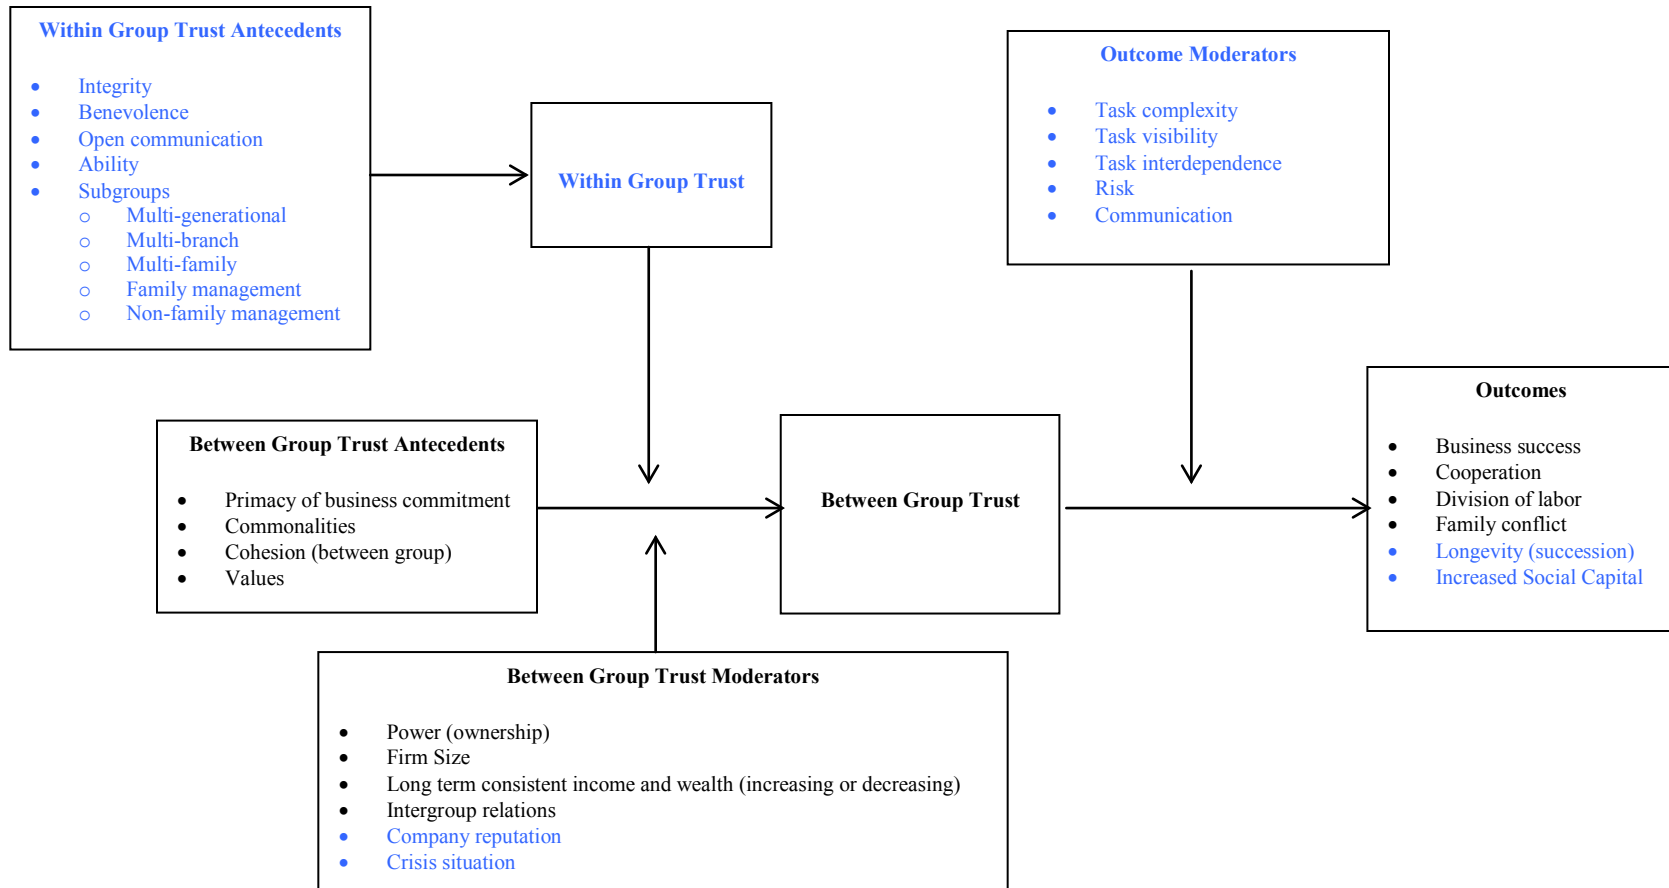 Within Group Trust Antecedents
• Integrity
• Benevolence
• Open communication
• Ability
• Subgroups
o Multi-generational
o Multi-branch
o Multi-family
o Family management
o Non-family management
Within Group Trust
Outcome Moderators
• Task complexity
• Task visibility
• Task interdependence
• Risk
• Communication
Between Group Trust Antecedents
• Primacy of business commitment
• Commonalities
• Cohesion (between group)
• Values
Between Group Trust
Outcomes
• Business success
• Cooperation
• Division of labor
• Family conflict
• Longevity (succession)
• Increased Social Capital
Between Group Trust Moderators
• Power (ownership)
• Firm Size
• Long term consistent income and wealth (increasing or decreasing)
• Intergroup relations
• Company reputation
• Crisis situation